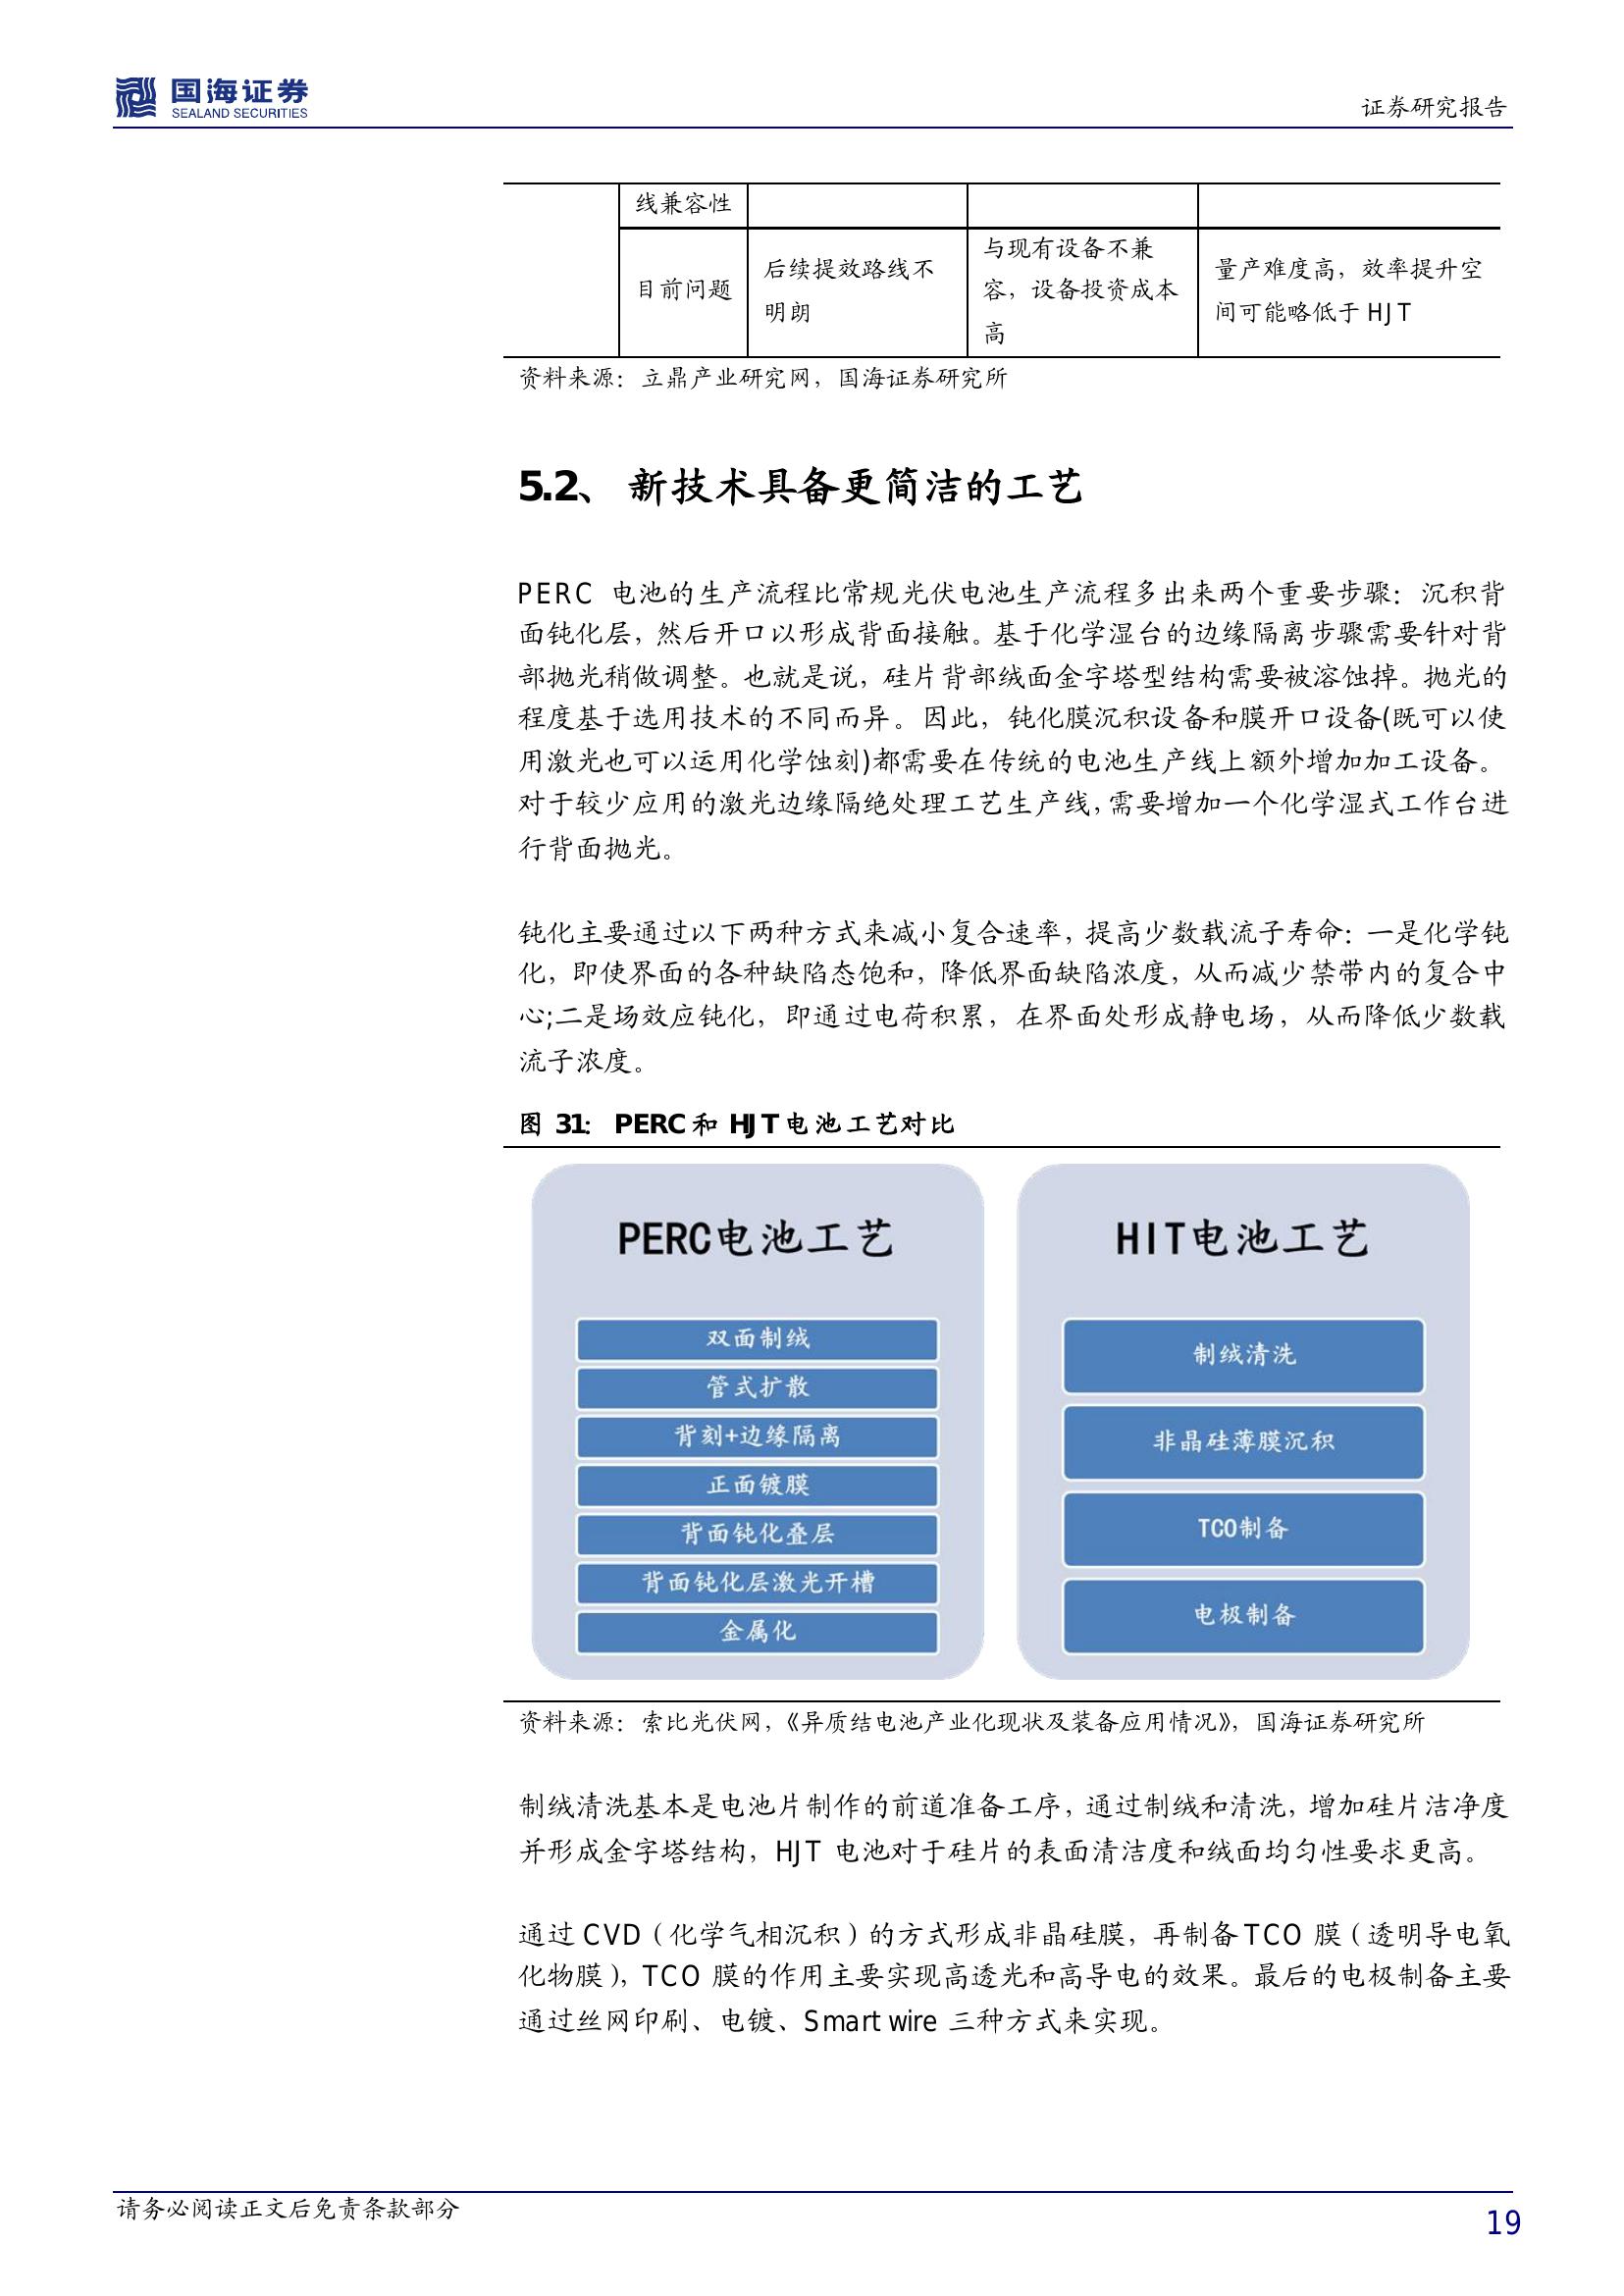 国海证券
SEALAND SECURITIES
证券研究报告
线兼容性
目前问题
后续提效路线不
明朗
与现有设备不兼
容，设备投资成本
高
量产难度高，效率提升空
间可能略低于 HJT
资料来源：立鼎产业研究网，国海证券研究所
5.2、 新技术具备更简洁的工艺
PERC 电池的生产流程比常规光伏电池生产流程多出来两个重要步骤：沉积背
面钝化层，然后开口以形成背面接触。基于化学湿台的边缘隔离步骤需要针对背
部抛光稍做调整。也就是说，硅片背部绒面金字塔型结构需要被溶蚀掉。抛光的
程度基于选用技术的不同而异。因此，钝化膜沉积设备和膜开口设备(既可以使
用激光也可以运用化学蚀刻)都需要在传统的电池生产线上额外增加加工设备。
对于较少应用的激光边缘隔绝处理工艺生产线，需要增加一个化学湿式工作台进
行背面抛光。
钝化主要通过以下两种方式来减小复合速率，提高少数载流子寿命：一是化学钝
化，即使界面的各种缺陷态饱和，降低界面缺陷浓度，从而减少禁带内的复合中
心;二是场效应钝化，即通过电荷积累，在界面处形成静电场，从而降低少数载
流子浓度。
图 31： PERC 和 HJT 电池工艺对比
PERC电池工艺
双面制绒
管式扩散
背刻+边缘隔离
正面镀膜
背面钝化叠层
背面钝化层激光开槽
金属化
HIT电池工艺
制绒清洗
非晶硅薄膜沉积
TCO制备
电极制备
资料来源：索比光伏网，《异质结电池产业化现状及装备应用情况》，国海证券研究所
制绒清洗基本是电池片制作的前道准备工序，通过制绒和清洗，增加硅片洁净度
并形成金字塔结构，HJT 电池对于硅片的表面清洁度和绒面均匀性要求更高。
通过 CVD（化学气相沉积）的方式形成非晶硅膜，再制备 TCO 膜（透明导电氧
化物膜），TCO 膜的作用主要实现高透光和高导电的效果。最后的电极制备主要
通过丝网印刷、电镀、Smart wire 三种方式来实现。
请务必阅读正文后免责条款部分
19